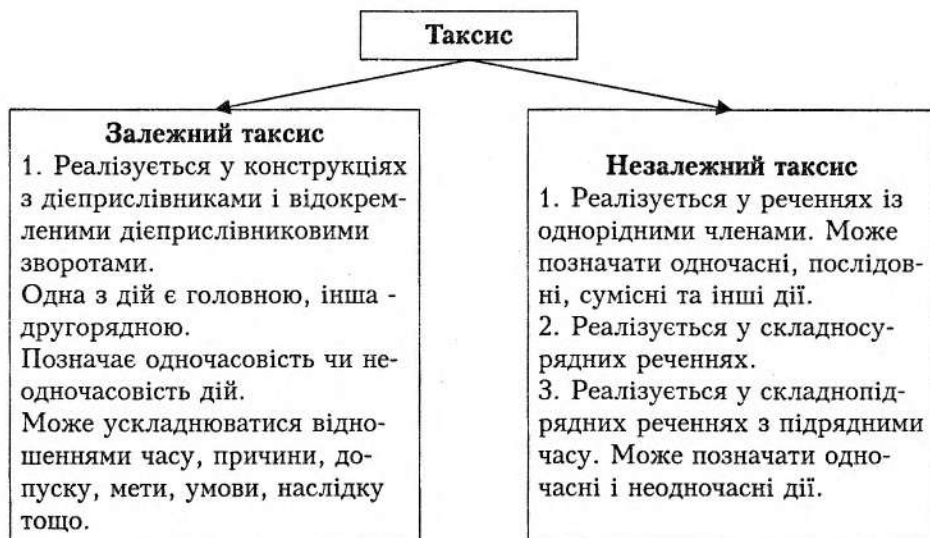 Таксис
Залежний таксис
1. Реалізується у конструкціях
з дієприслівниками і відокрем-
леними дієприслівниковими
зворотами.
Одна з дій є головною, інша -
другорядною.
Позначає одночасовість чи не-
одночасовість дій.
Може ускладнюватися відно-
шеннями часу, причини, до-
пуску, мети, умови, наслідку
тощо.
Незалежний таксис
1. Реалізується у реченнях із
однорідними членами. Може
позначати одночасні, послідов-
ні, сумісні та інші дії.
2. Реалізується у складносу-
рядних реченнях.
3. Реалізується у складнопід-
рядних реченнях з підрядними
часу. Може позначати одно-
часні і неодночасні дії.